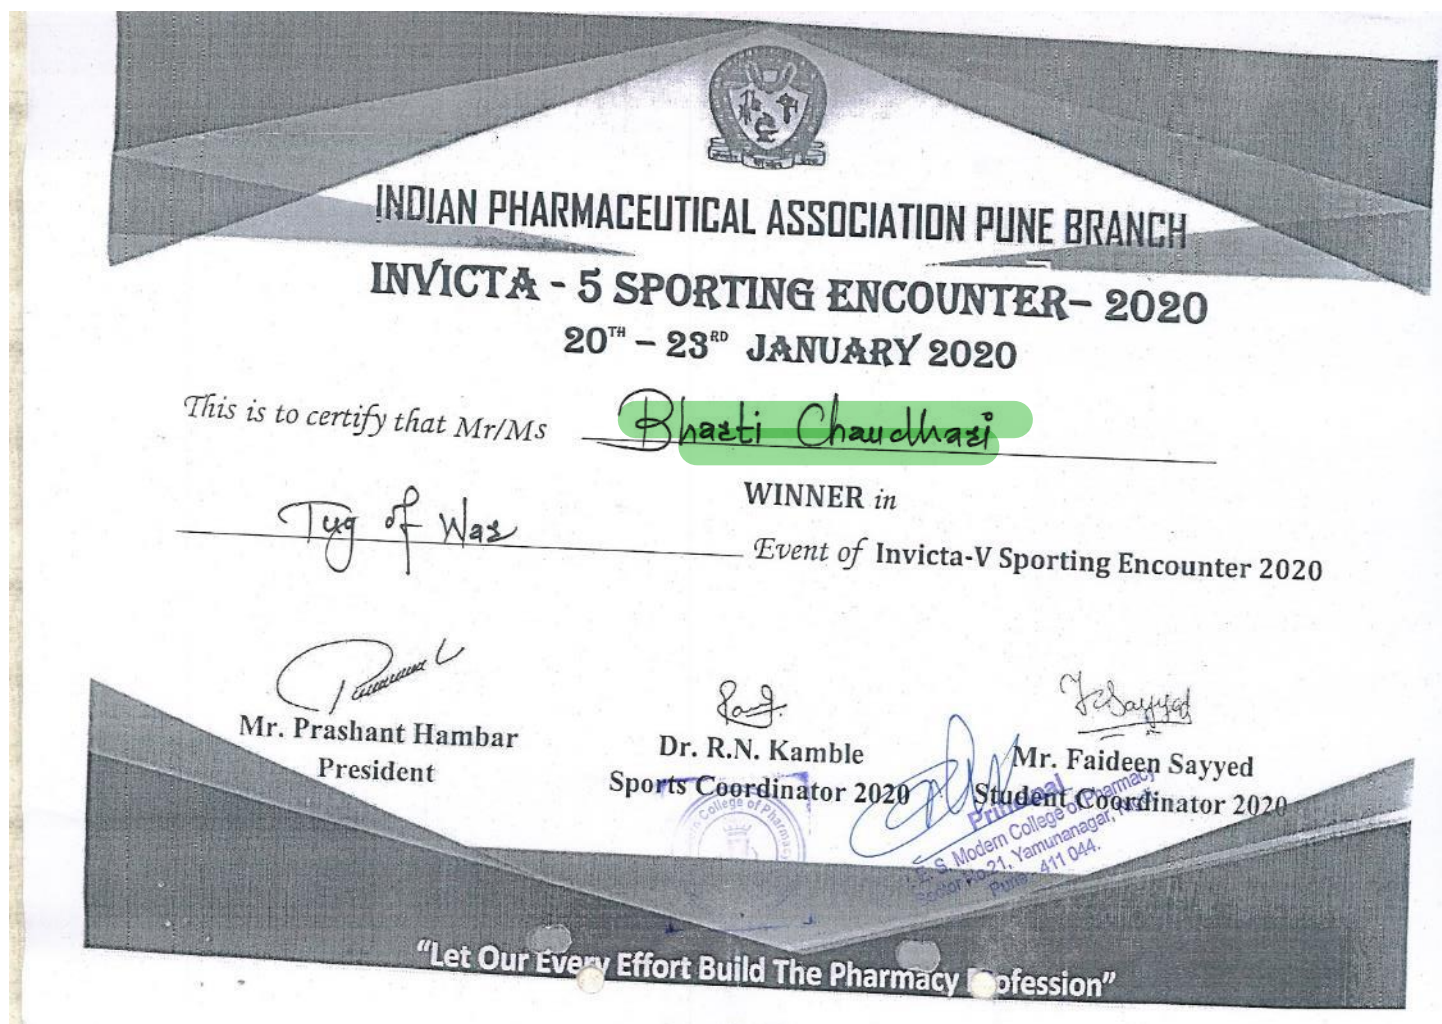 INDIAN PHARMACEUTICAL ASSOCIATION PUNE BRANCH
INVICTA - 5 SPORTING ENCOUNTER– 2020
20TH – 23RD JANUARY 2020
This is to certify that Mr/Ms Bharti Chaudhari
WINNER in
Tug of War Event of Invicta-V Sporting Encounter 2020
Mr. Prashant Hambar
President
Dr. R.N. Kamble
Sports Coordinator 2020
Mr. Faideen Sayyed
Student Coordinator 2020
College of Pharmacy
Principal
E. S. Modern College of Pharmacy
Sector No.21, Yamunanagar,
Pune - 411 044.
"Let Our Every Effort Build The Pharmacy Profession"